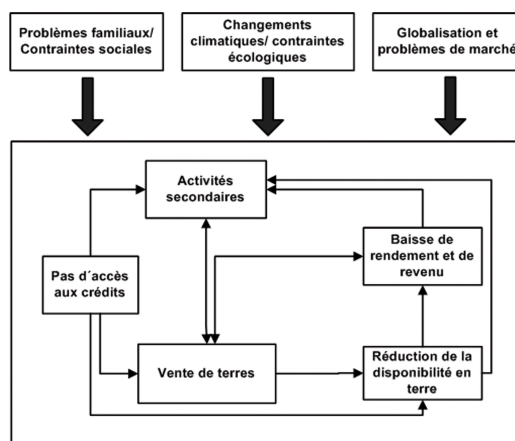 Problèmes familiaux/
Contraintes sociales
Changements
climatiques/ contraintes
écologiques
Globalisation et
problèmes de marché
Activités
secondaires
Baisse de
rendement et de
revenu
Pas d´accès
aux crédits
Vente de terres
Réduction de la
disponibilité en
terre